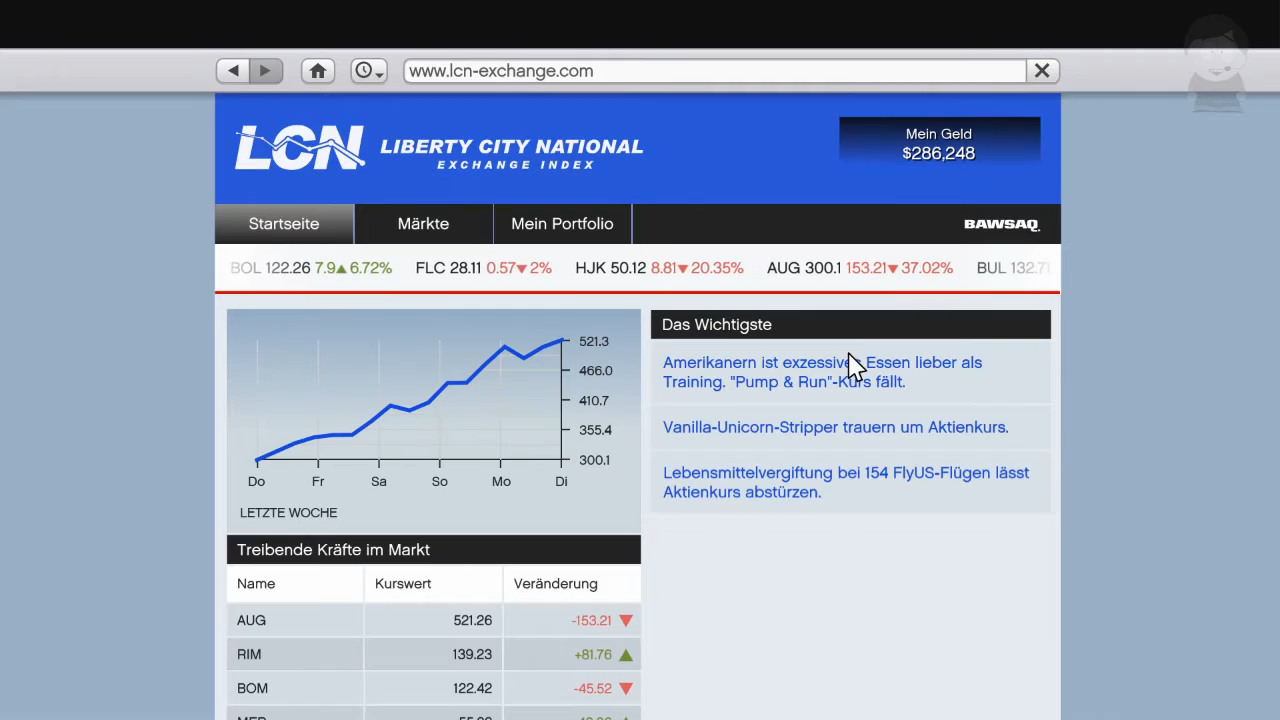 www.lcn-exchange.com
LCN LIBERTY CITY NATIONAL
EXCHANGE INDEX
Mein Geld
$286,248
Startseite Märkte Mein Portfolio BAWSAQ
BOL 122.26 7.9▲6.72% FLC 28.11 0.57▼2% HJK 50.12 8.81▼20.35% AUG 300.1 153.21▼37.02% BUL 132.71
521.3
466.0
410.7
355.4
300.1
Do Fr Sa So Mo Di
LETZTE WOCHE
Das Wichtigste
Amerikanern ist exzessives Essen lieber als
Training. "Pump & Run"-Kurs fällt.
Vanilla-Unicorn-Stripper trauern um Aktienkurs.
Lebensmittelvergiftung bei 154 FlyUS-Flügen lässt
Aktienkurs abstürzen.
Treibende Kräfte im Markt
Name Kurswert Veränderung
AUG 521.26 -153.21 ▼
RIM 139.23 +81.76 ▲
BOM 122.42 -45.52 ▼